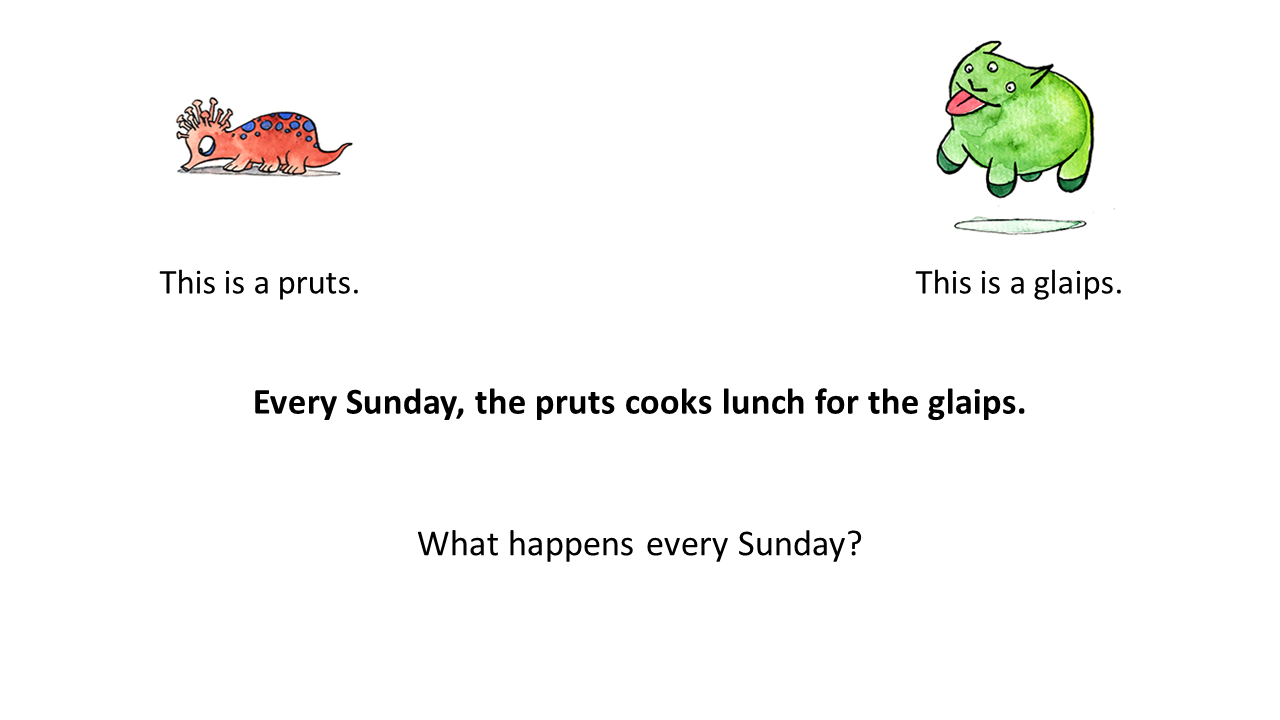 This is a pruts.
This is a glaips.
Every Sunday, the pruts cooks lunch for the glaips.
What happens every Sunday?